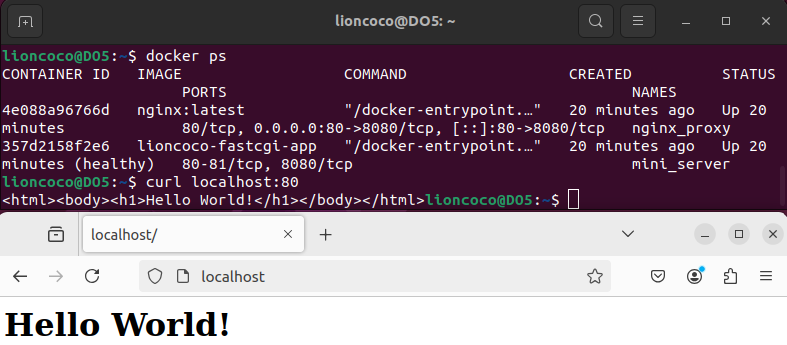 lioncoco@DO5: ~
lioncoco@DO5:~$ docker ps
CONTAINER ID   IMAGE                  COMMAND                  CREATED          STATUS
                    PORTS                                               NAMES
4e088a96766d   nginx:latest           "/docker-entrypoint.…"   20 minutes ago   Up 20
minutes             80/tcp, 0.0.0.0:80->8080/tcp, [::]:80->8080/tcp   nginx_proxy
357d2158f2e6   lioncoco-fastcgi-app   "/docker-entrypoint.…"   20 minutes ago   Up 20
minutes (healthy)   80-81/tcp, 8080/tcp                               mini_server
lioncoco@DO5:~$ curl localhost:80
<html><body><h1>Hello World!</h1></body></html>lioncoco@DO5:~$
localhost/
localhost
Hello World!